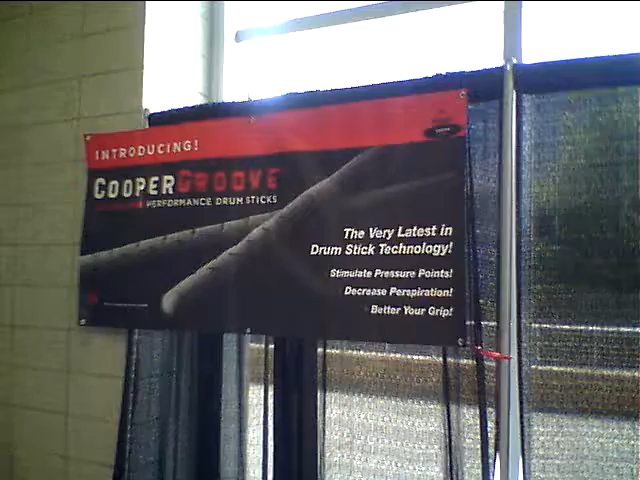 INTRODUCING!
COOPERGROOVE
PERFORMANCE DRUM STICKS
The Very Latest in
Drum Stick Technology!
Stimulate Pressure Points!
Decrease Perspiration!
Better Your Grip!